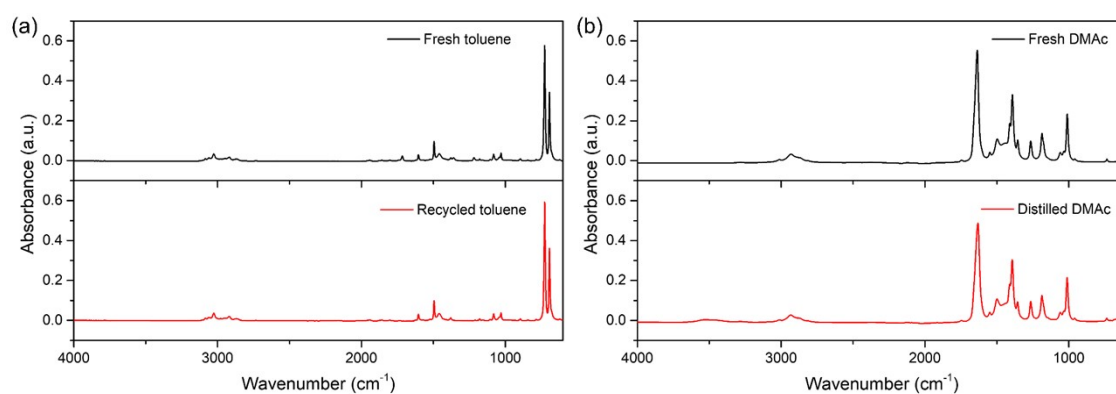 (a)
Fresh toluene
Recycled toluene
0.6
0.4
0.2
0.0
0.6
0.4
0.2
0.0
Absorbance (a.u.)
4000 3000 2000 1000
Wavenumber (cm⁻¹)
(b)
Fresh DMAc
Distilled DMAc
0.6
0.4
0.2
0.0
0.6
0.4
0.2
0.0
Absorbance (a.u.)
4000 3000 2000 1000
Wavenumber (cm⁻¹)